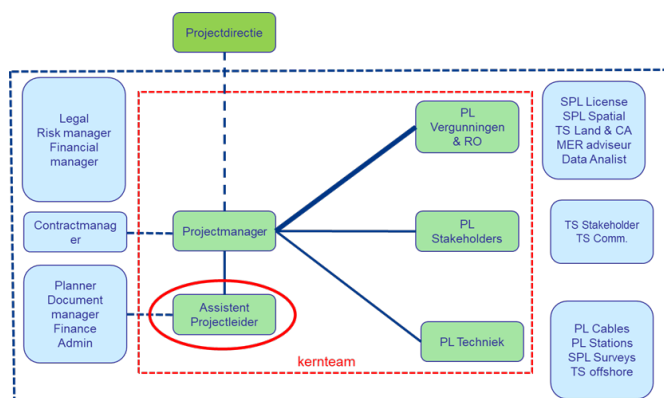 Projectdirectie
Legal
Risk manager
Financial
manager
Contractmanag
er
Planner
Document
manager
Finance
Admin
Projectmanager
Assistent
Projectleider
PL
Vergunningen
& RO
PL
Stakeholders
PL Techniek
kernteam
SPL License
SPL Spatial
TS Land & CA
MER adviseur
Data Analist
TS Stakeholder
TS Comm.
PL Cables
PL Stations
SPL Surveys
TS offshore